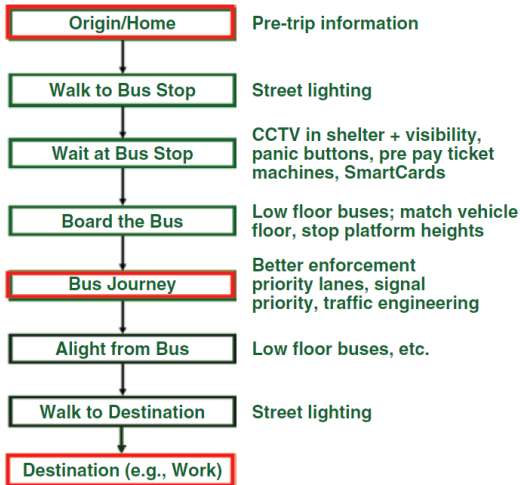 Origin/Home
Pre-trip information
Walk to Bus Stop
Street lighting
Wait at Bus Stop
CCTV in shelter + visibility,
panic buttons, pre pay ticket
machines, SmartCards
Board the Bus
Low floor buses; match vehicle
floor, stop platform heights
Bus Journey
Better enforcement
priority lanes, signal
priority, traffic engineering
Alight from Bus
Low floor buses, etc.
Walk to Destination
Street lighting
Destination (e.g., Work)